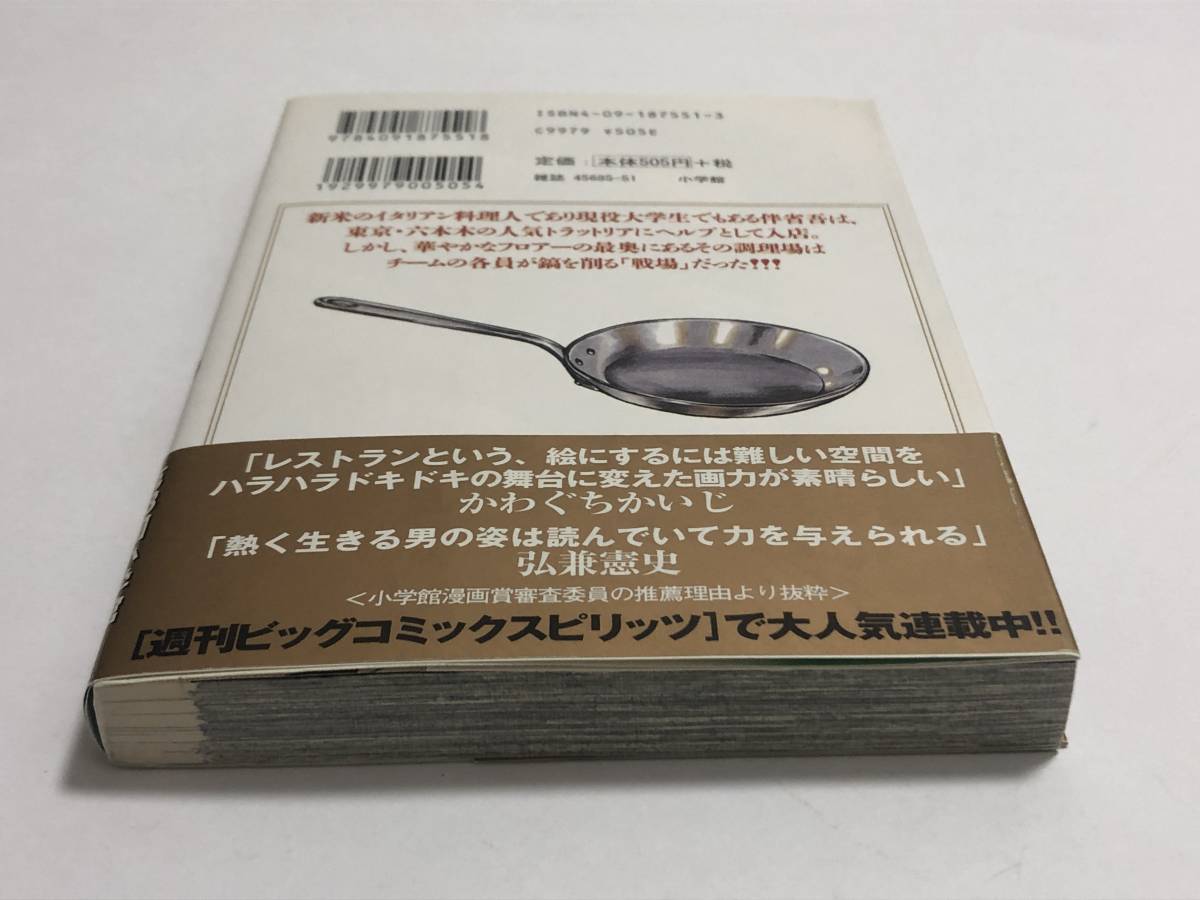 ISBN4-09-187551-3
C9979 ¥505E
9784091875518
定価：[本体505円]+税
雑誌 45685-51 小学館
1929979005054
新米のイタリアン料理人であり現役大学生でもある伴省吾は、
東京・六本木の人気トラットリアにヘルプとして入店。
しかし、華やかなフロアーの最奥にあるその調理場は
チームの各員が鎬を削る「戦場」だった!!!
「レストランという、絵にするには難しい空間を
ハラハラドキドキの舞台に変えた画力が素晴らしい」
かわぐちかいじ
「熱く生きる男の姿は読んでいて力を与えられる」
弘兼憲史
<小学館漫画賞審査委員の推薦理由より抜粋>
[週刊ビッグコミックスピリッツ]で大人気連載中!!